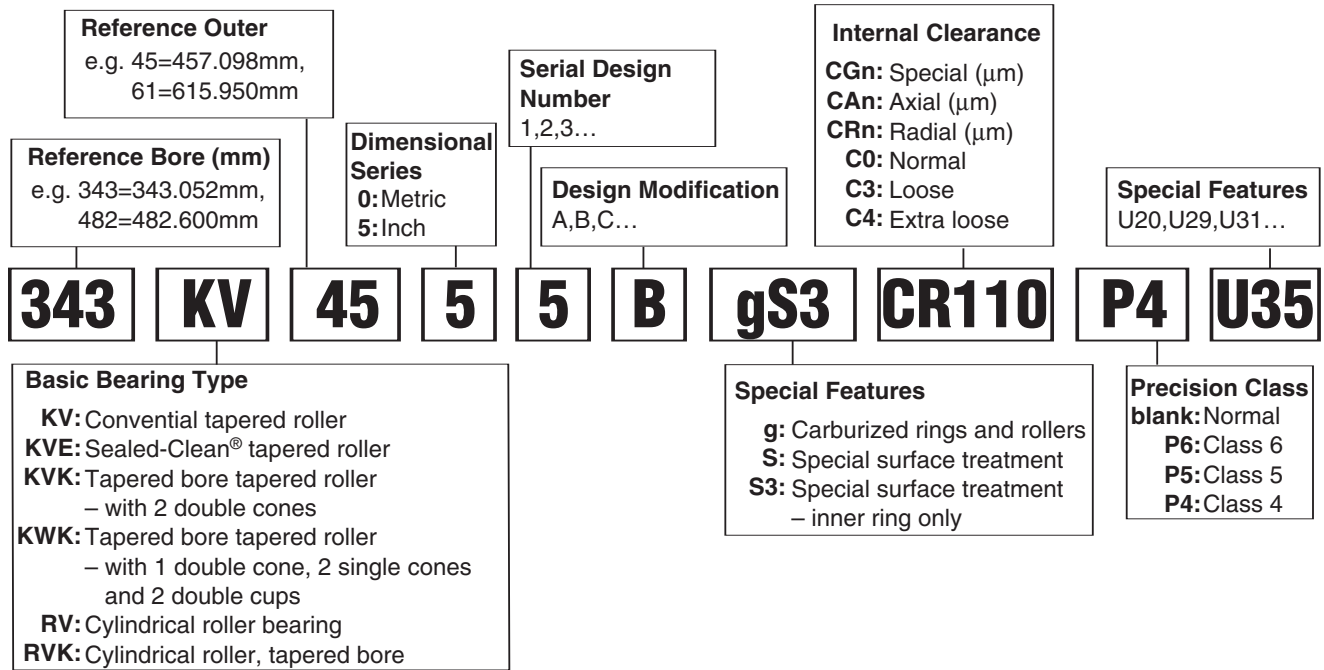 Reference Outer
e.g. 45=457.098mm,
61=615.950mm
Reference Bore (mm)
e.g. 343=343.052mm,
482=482.600mm
Dimensional
Series
0:Metric
5:Inch
Serial Design
Number
1,2,3…
Design Modification
A,B,C…
Internal Clearance
CGn: Special (µm)
CAn: Axial (µm)
CRn: Radial (µm)
C0: Normal
C3: Loose
C4: Extra loose
Special Features
U20,U29,U31…
343 KV 45 5 5 B gS3 CR110 P4 U35
Basic Bearing Type
KV: Convential tapered roller
KVE: Sealed-Clean® tapered roller
KVK: Tapered bore tapered roller
– with 2 double cones
KWK: Tapered bore tapered roller
– with 1 double cone, 2 single cones
and 2 double cups
RV: Cylindrical roller bearing
RVK: Cylindrical roller, tapered bore
Special Features
g: Carburized rings and rollers
S: Special surface treatment
S3: Special surface treatment
– inner ring only
Precision Class
blank: Normal
P6: Class 6
P5: Class 5
P4: Class 4